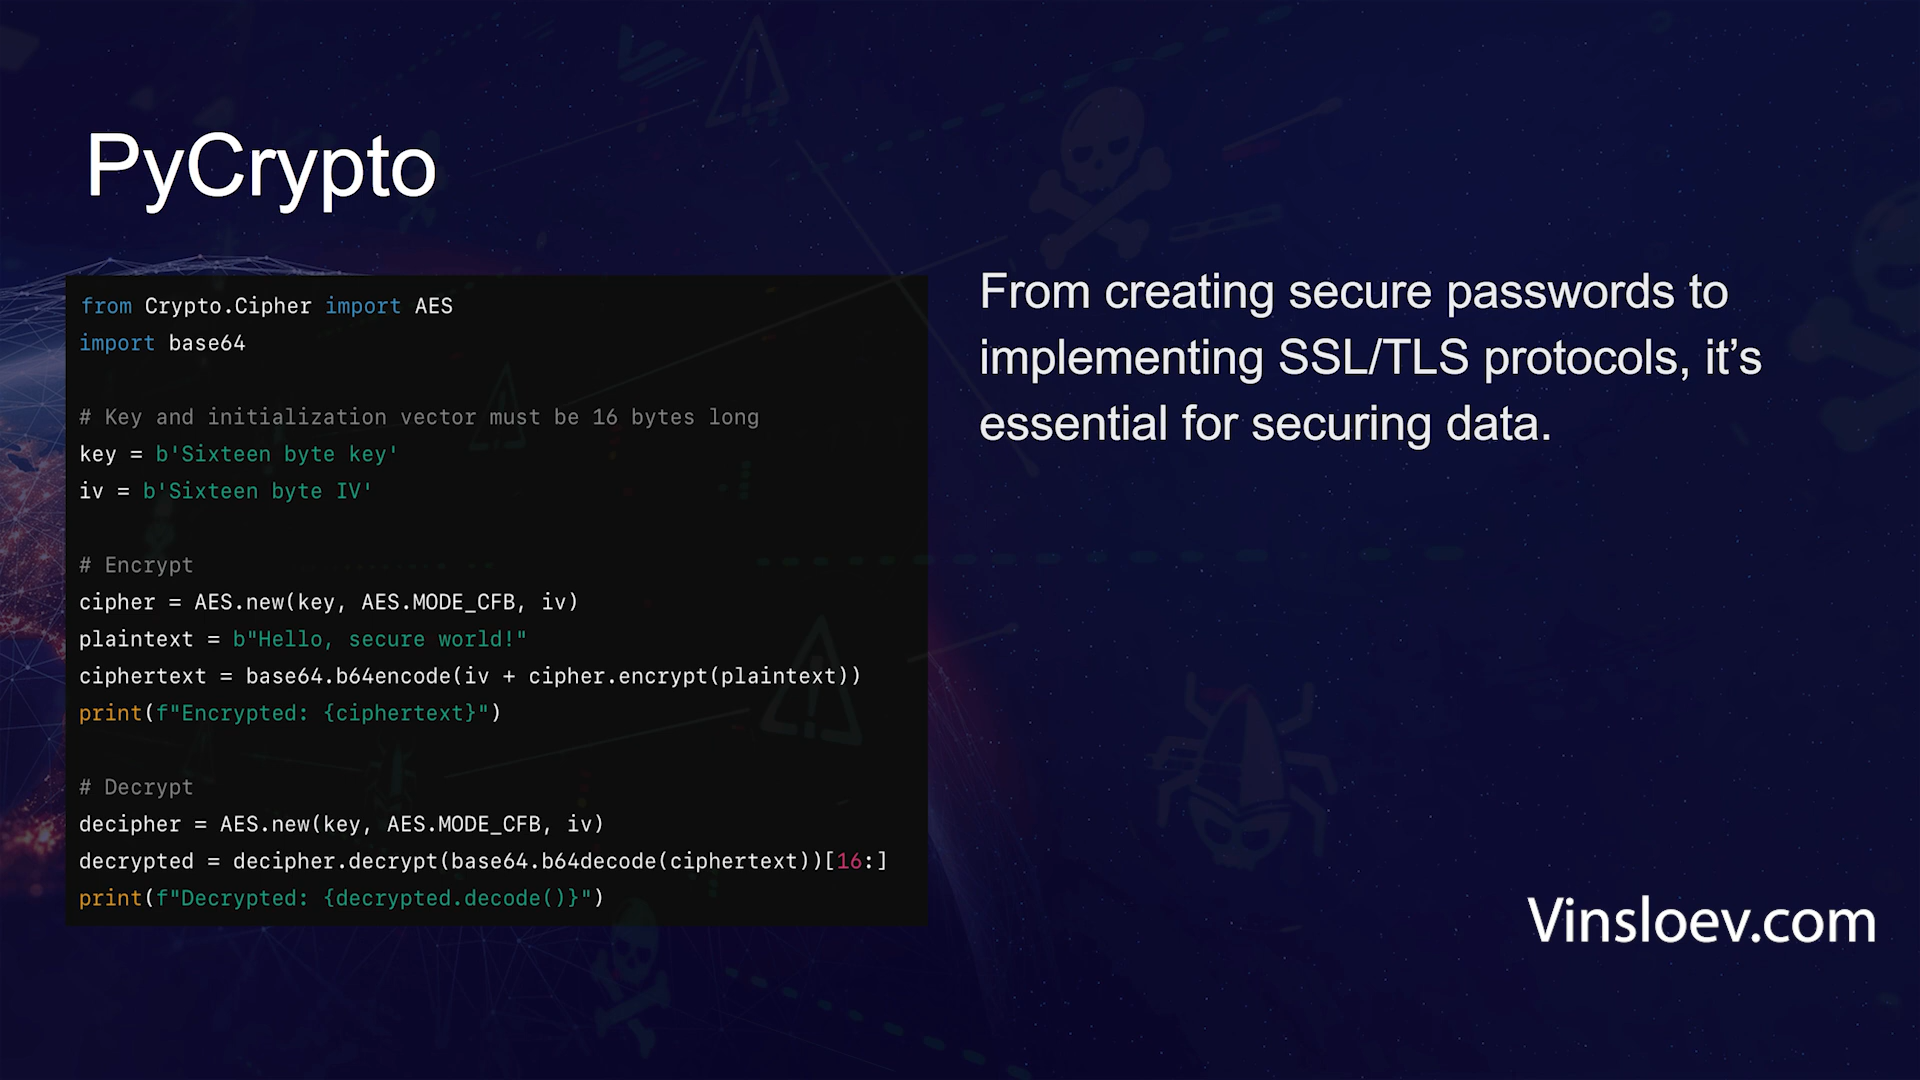 PyCrypto
from Crypto.Cipher import AES
import base64
# Key and initialization vector must be 16 bytes long
key = b'Sixteen byte key'
iv = b'Sixteen byte IV'
# Encrypt
cipher = AES.new(key, AES.MODE_CFB, iv)
plaintext = b"Hello, secure world!"
ciphertext = base64.b64encode(iv + cipher.encrypt(plaintext))
print(f"Encrypted: {ciphertext}")
# Decrypt
decipher = AES.new(key, AES.MODE_CFB, iv)
decrypted = decipher.decrypt(base64.b64decode(ciphertext))[16:]
print(f"Decrypted: {decrypted.decode()}")
From creating secure passwords to
implementing SSL/TLS protocols, it’s
essential for securing data.
Vinsloev.com